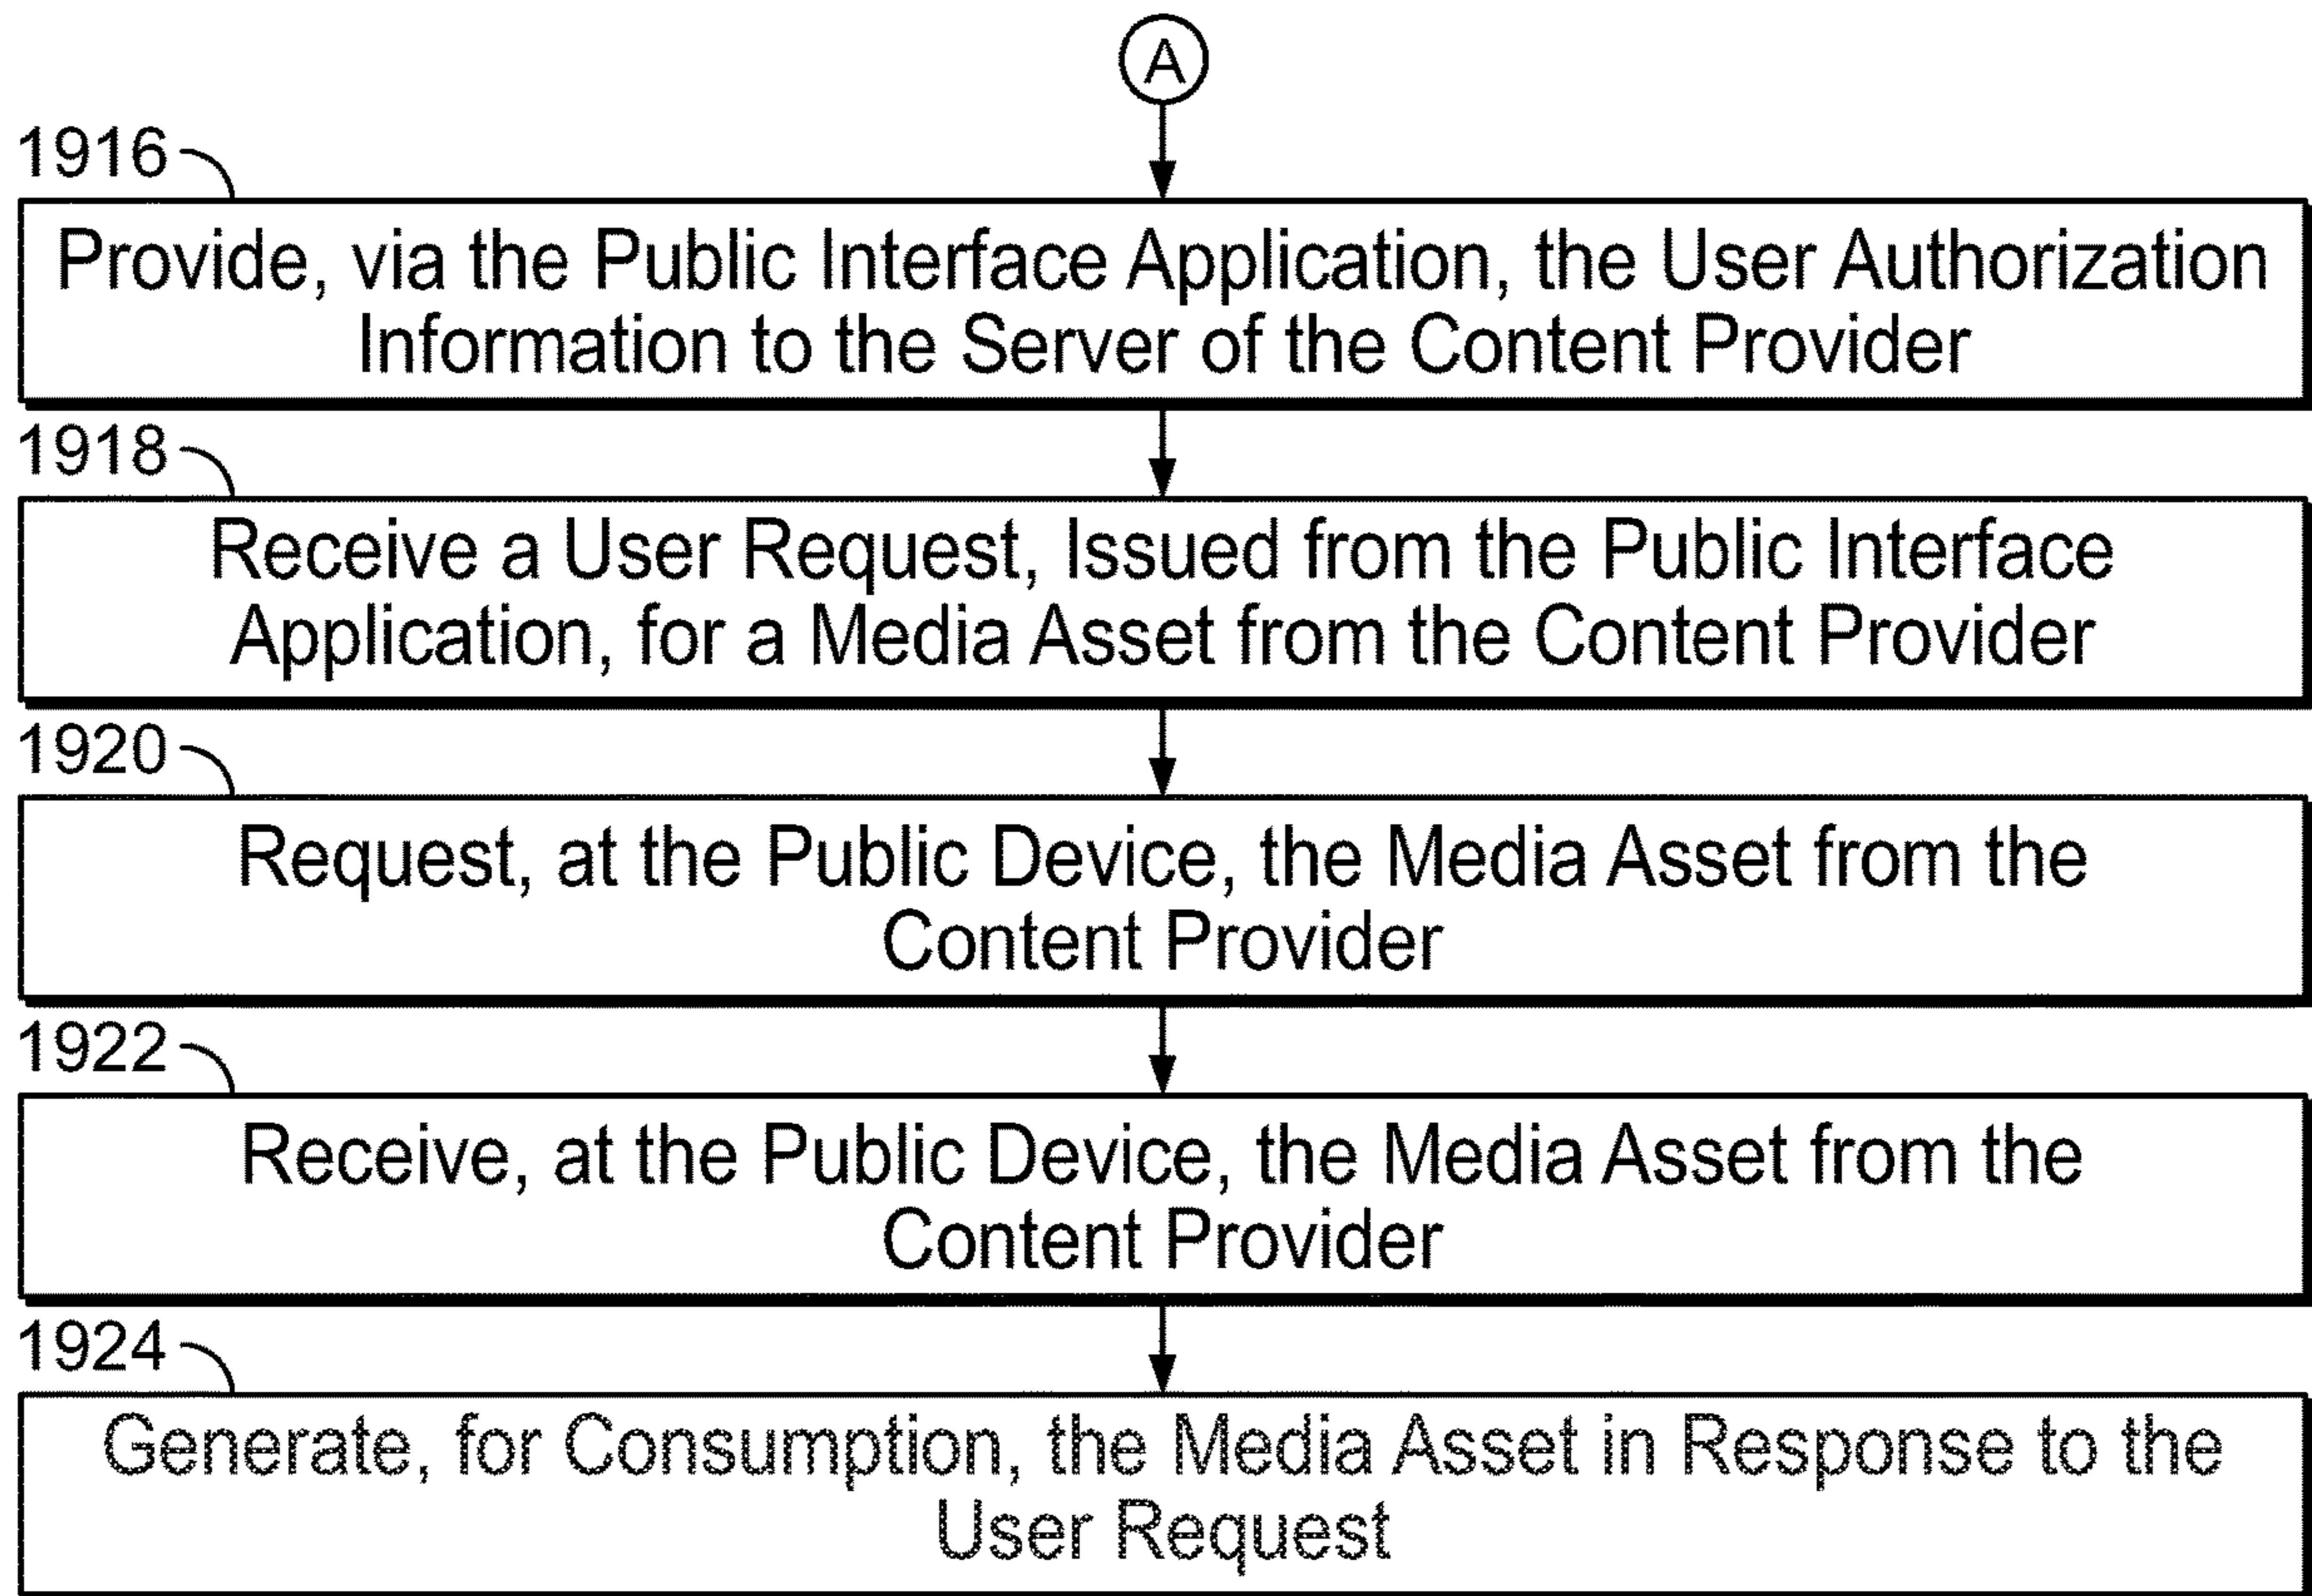 A
1916
Provide, via the Public Interface Application, the User Authorization
Information to the Server of the Content Provider
1918
Receive a User Request, Issued from the Public Interface
Application, for a Media Asset from the Content Provider
1920
Request, at the Public Device, the Media Asset from the
Content Provider
1922
Receive, at the Public Device, the Media Asset from the
Content Provider
1924
Generate, for Consumption, the Media Asset in Response to the
User Request